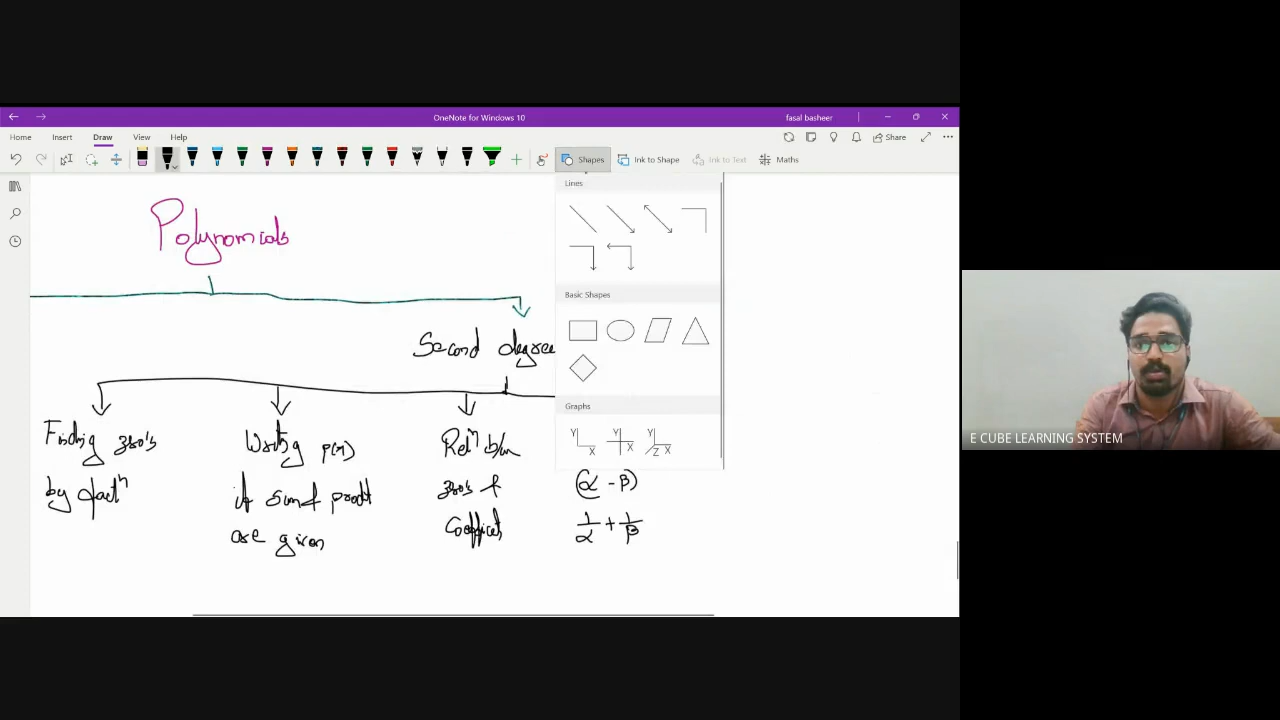 OneNote for Windows 10
fasal basheer
Home Insert Draw View Help
Share
Shapes
Ink to Shape
Ink to Text
Maths
Lines
Basic Shapes
Graphs
Y X Y X Y Z X
Polynomials
Second degree
Finding zero's
by factⁿ
Writing p(x)
if sum & prodt
are given
Relⁿ b/w
zero's &
(α - β)
1/α + 1/β
E CUBE LEARNING SYSTEM